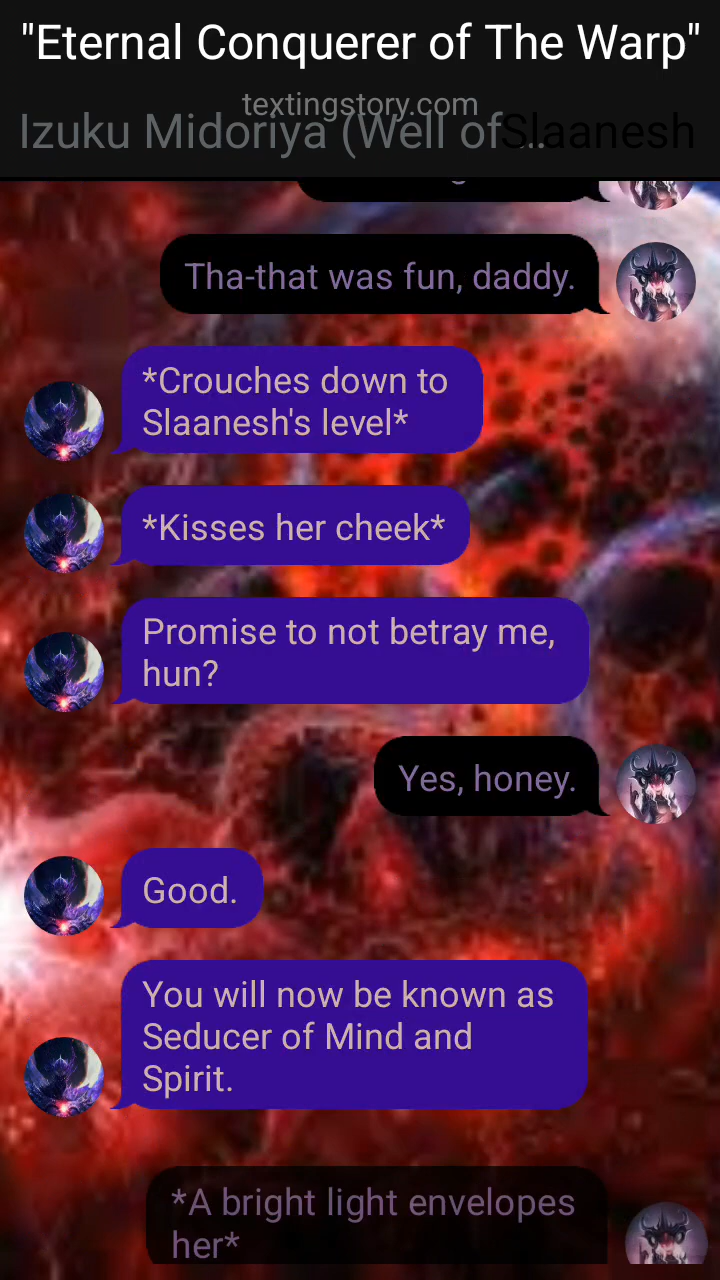 "Eternal Conquerer of The Warp"
textingstory.com
Izuku Midoriya (Well of ... Slaanesh
Tha-that was fun, daddy.
*Crouches down to
Slaanesh's level*
*Kisses her cheek*
Promise to not betray me,
hun?
Yes, honey.
Good.
You will now be known as
Seducer of Mind and
Spirit.
*A bright light envelopes
her*